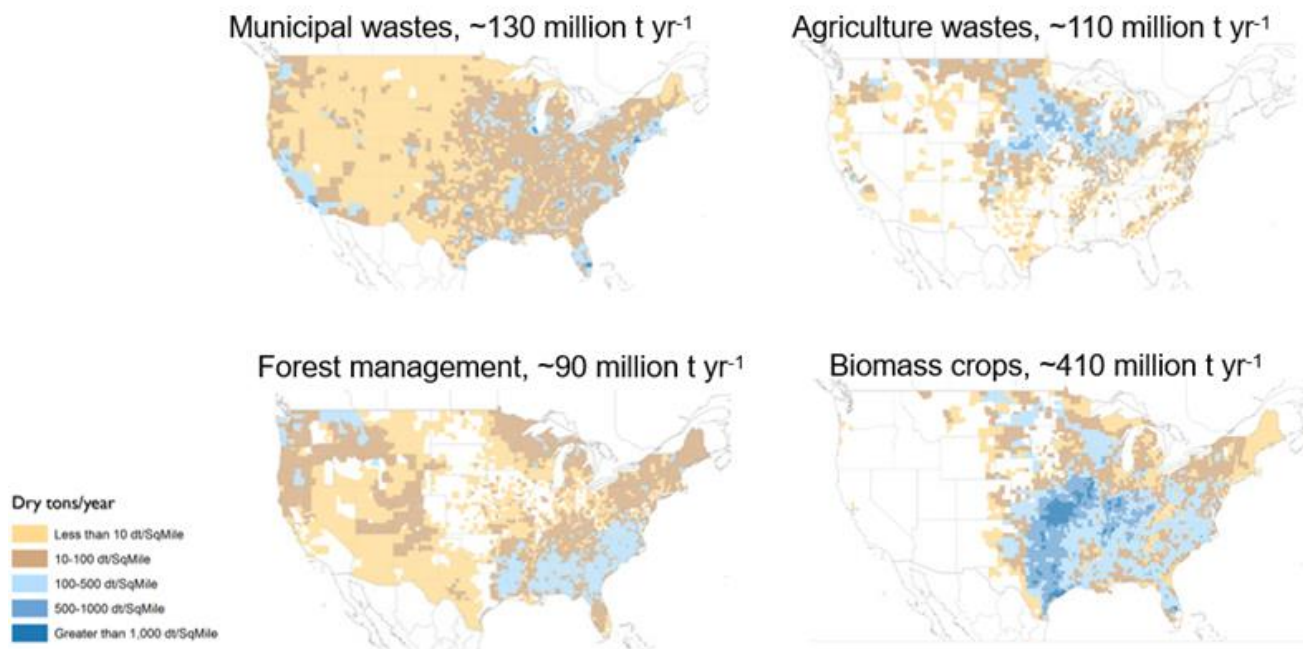 Municipal wastes, ~130 million t yr⁻¹
Agriculture wastes, ~110 million t yr⁻¹
Forest management, ~90 million t yr⁻¹
Biomass crops, ~410 million t yr⁻¹
Dry tons/year
Less than 10 dt/SqMile
10-100 dt/SqMile
100-500 dt/SqMile
500-1000 dt/SqMile
Greater than 1,000 dt/SqMile